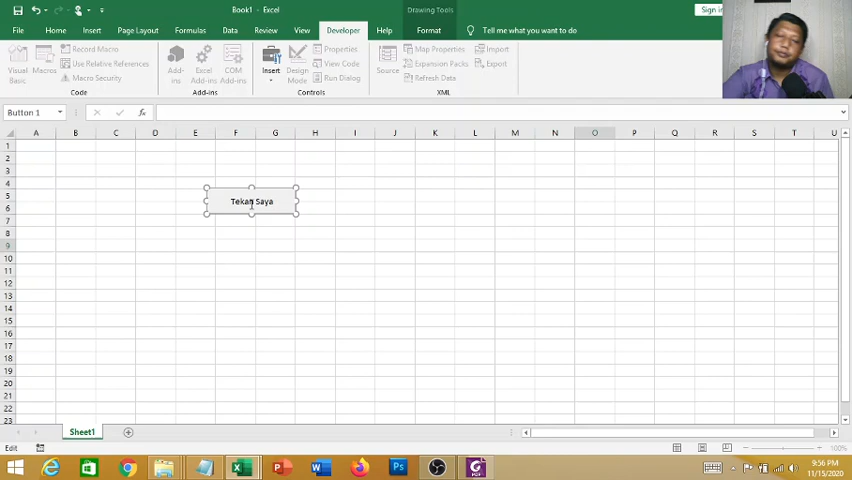 Book1 - Excel
Drawing Tools
Sign in
File
Home
Insert
Page Layout
Formulas
Data
Review
View
Developer
Help
Format
Tell me what you want to do
Visual Basic
Macros
Record Macro
Use Relative References
Macro Security
Code
Add-ins
Excel Add-ins
COM Add-ins
Add-ins
Insert
Design Mode
Properties
View Code
Run Dialog
Controls
Source
Map Properties
Expansion Packs
Refresh Data
Import
Export
XML
Button 1
A B C D E F G H I J K L M N O P Q R S T U
1
2
3
4
5
6
7
8
9
10
11
12
13
14
15
16
17
18
19
20
21
22
23
Tekan Saya
Sheet1
Edit
100%
9:56 PM
11/15/2020